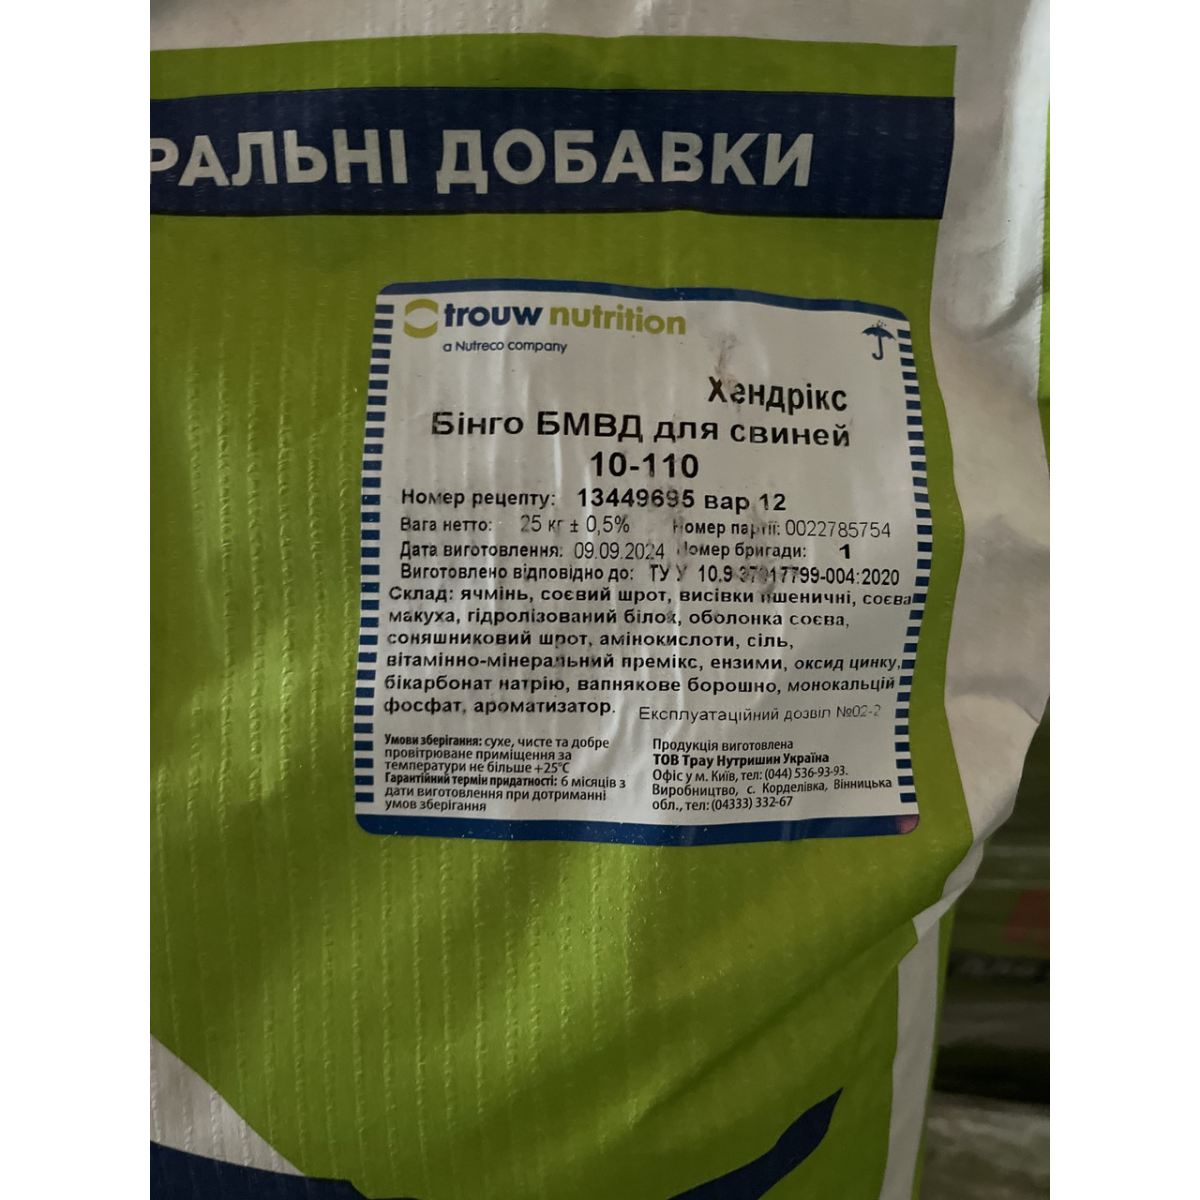 РАЛЬНІ ДОБАВКИ
trouw nutrition
a Nutreco company
Хендрікс
Бінго БМВД для свиней
10-110
Номер рецепту: 13449695 вар 12
Вага нетто: 25 кг ± 0,5% Номер партії: 0022785754
Дата виготовлення: 09.09.2024 Номер бригади: 1
Виготовлено відповідно до: ТУ У 10.9-37917799-004:2020
Склад: ячмінь, соєвий шрот, висівки пшеничні, соєва
макуха, гідролізований білок, оболонка соєва,
соняшниковий шрот, амінокислоти, сіль,
вітамінно-мінеральний премікс, ензими, оксид цинку,
бікарбонат натрію, вапнякове борошно, монокальцій
фосфат, ароматизатор. Експлуатаційний дозвіл №02-2
Умови зберігання: сухе, чисте та добре
провітрюване приміщення за
температури не більше +25°С
Гарантійний термін придатності: 6 місяців з
дати виготовлення при дотриманні
умов зберігання
Продукція виготовлена
ТОВ Трау Нутришин Україна
Офіс у м. Київ, тел: (044) 536-93-93.
Виробництво, с. Корделівка, Вінницька
обл., тел: (04333) 332-67